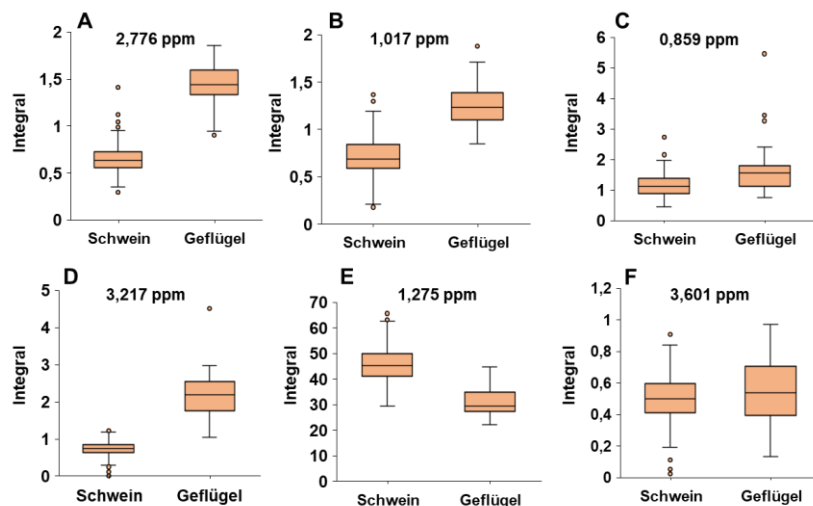 A
2,776 ppm
Integral
2
1,5
1
0,5
0
Schwein
Geflügel
B
1,017 ppm
Integral
2
1,5
1
0,5
0
Schwein
Geflügel
C
0,859 ppm
Integral
6
5
4
3
2
1
0
Schwein
Geflügel
D
3,217 ppm
Integral
5
4
3
2
1
0
Schwein
Geflügel
E
1,275 ppm
Integral
70
60
50
40
30
20
10
0
Schwein
Geflügel
F
3,601 ppm
Integral
1,2
1
0,8
0,6
0,4
0,2
0
Schwein
Geflügel